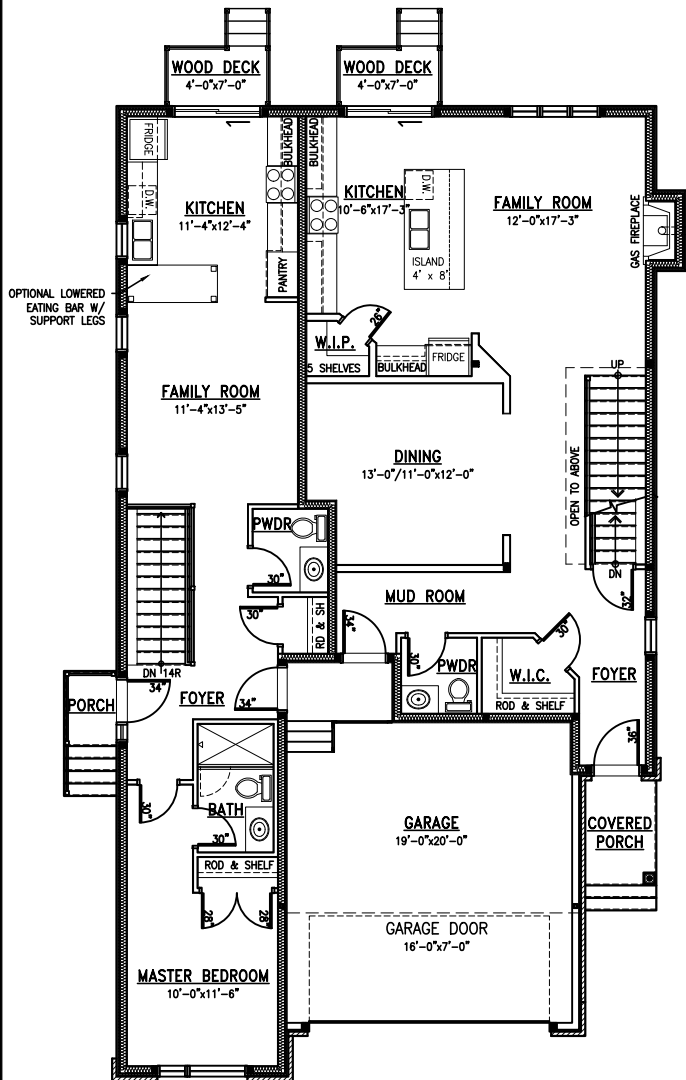 WOOD DECK
4'-0"x7'-0"
WOOD DECK
4'-0"x7'-0"
FRIDGE
BULKHEAD
BULKHEAD
D.W.
KITCHEN
11'-4"x12'-4"
PANTRY
KITCHEN
10'-6"x17'-3"
D.W.
ISLAND
4' x 8'
FAMILY ROOM
12'-0"x17'-3"
GAS FIREPLACE
OPTIONAL LOWERED
EATING BAR W/
SUPPORT LEGS
26"
W.I.P.
5 SHELVES
BULKHEAD
FRIDGE
UP
FAMILY ROOM
11'-4"x13'-5"
DINING
13'-0"/11'-0"x12'-0"
OPEN TO ABOVE
PWDR
30"
DN
32"
MUD ROOM
30"
RD & SH
34"
30"
30"
PWDR
W.I.C.
ROD & SHELF
FOYER
DN 14R
34"
FOYER
34"
PORCH
36"
30"
BATH
30"
ROD & SHELF
28"
28"
GARAGE
19'-0"x20'-0"
COVERED
PORCH
GARAGE DOOR
16'-0"x7'-0"
MASTER BEDROOM
10'-0"x11'-6"